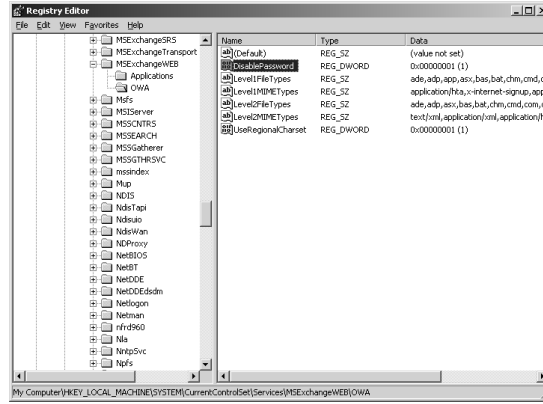 Registry Editor
File Edit View Favorites Help
MSExchangeSRS
MSExchangeTransport
MSExchangeWEB
Applications
OWA
Msfs
MSIServer
MSSCNTRS
MSSEARCH
MSSGatherer
MSSGTHRSVC
mssindex
Mup
NDIS
NdisTapi
Ndisuio
NdisWan
NDProxy
NetBIOS
NetBT
NetDDE
NetDDEdsdm
Netlogon
Netman
nfrd960
Nla
NntpSvc
Npfs
Name Type Data
(Default) REG_SZ (value not set)
DisablePassword REG_DWORD 0x00000001 (1)
Level1FileTypes REG_SZ ade,adp,app,asx,bas,bat,chm,cmd,c
Level1MIMETypes REG_SZ application/hta,x-internet-signup,app
Level2FileTypes REG_SZ ade,adp,asx,bas,bat,chm,cmd,com,c
Level2MIMETypes REG_SZ text/xml,application/xml,application/h
UseRegionalCharset REG_DWORD 0x00000001 (1)
My Computer\HKEY_LOCAL_MACHINE\SYSTEM\CurrentControlSet\Services\MSExchangeWEB\OWA